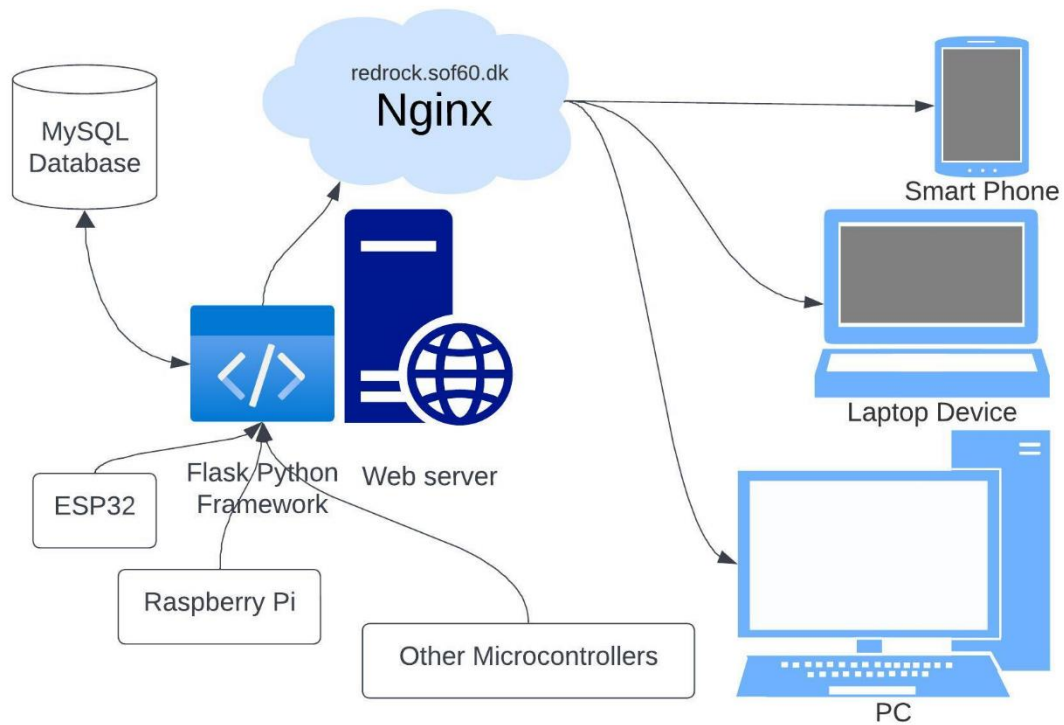 redrock.sof60.dk
Nginx
MySQL
Database
Smart Phone
Laptop Device
Flask Python
Framework
Web server
ESP32
Raspberry Pi
Other Microcontrollers
PC